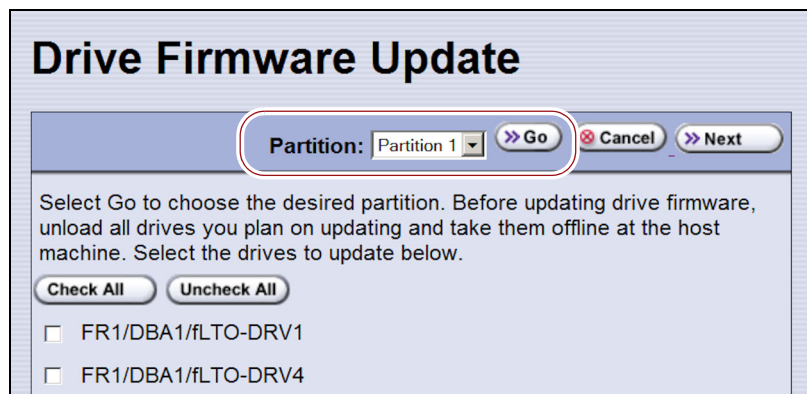 Drive Firmware Update
Partition: Partition 1 Go Cancel Next
Select Go to choose the desired partition. Before updating drive firmware,
unload all drives you plan on updating and take them offline at the host
machine. Select the drives to update below.
Check All Uncheck All
FR1/DBA1/fLTO-DRV1
FR1/DBA1/fLTO-DRV4